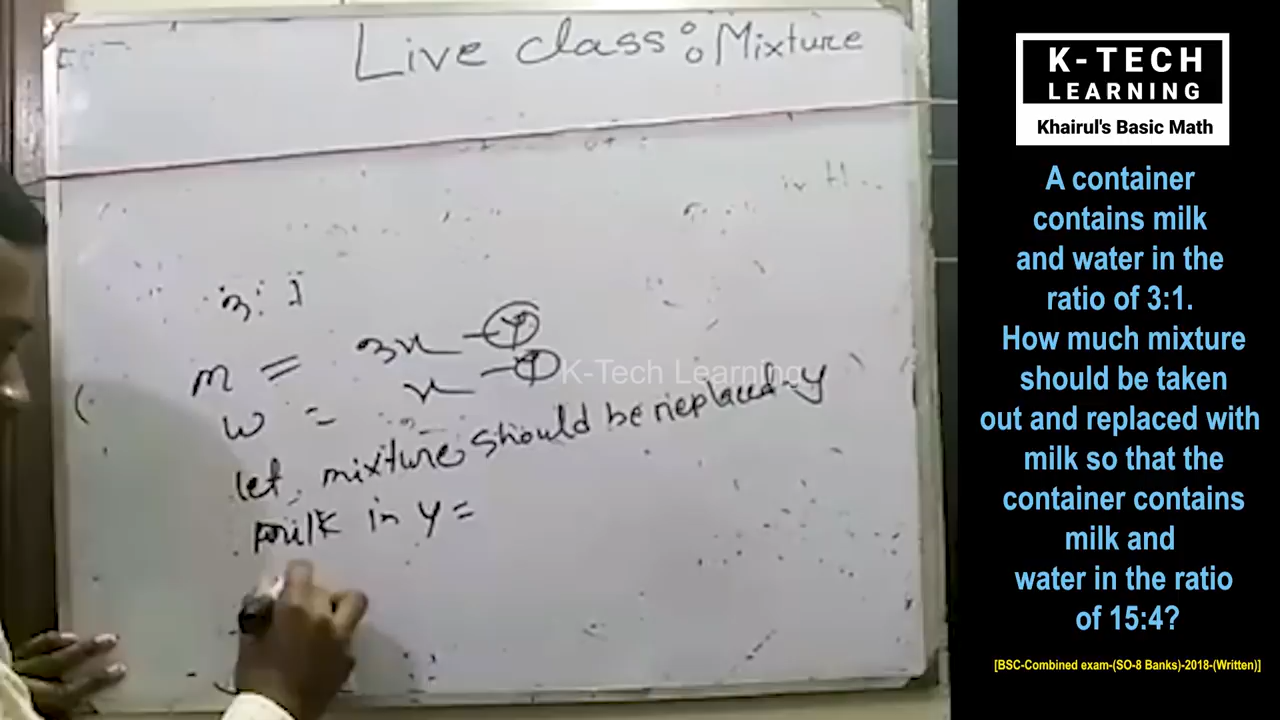 Live class: Mixture
3:1
m = 3x - y
w = x - y
let, mixture should be replaced y
milk in y =
K-Tech Learning
K-TECH
LEARNING
Khairul's Basic Math
A container
contains milk
and water in the
ratio of 3:1.
How much mixture
should be taken
out and replaced with
milk so that the
container contains
milk and
water in the ratio
of 15:4?
[BSC-Combined exam-(SO-8 Banks)-2018-(Written)]